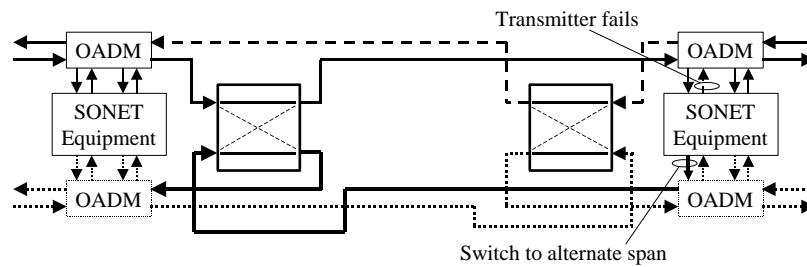 Transmitter fails
OADM
OADM
SONET
Equipment
SONET
Equipment
OADM
OADM
Switch to alternate span